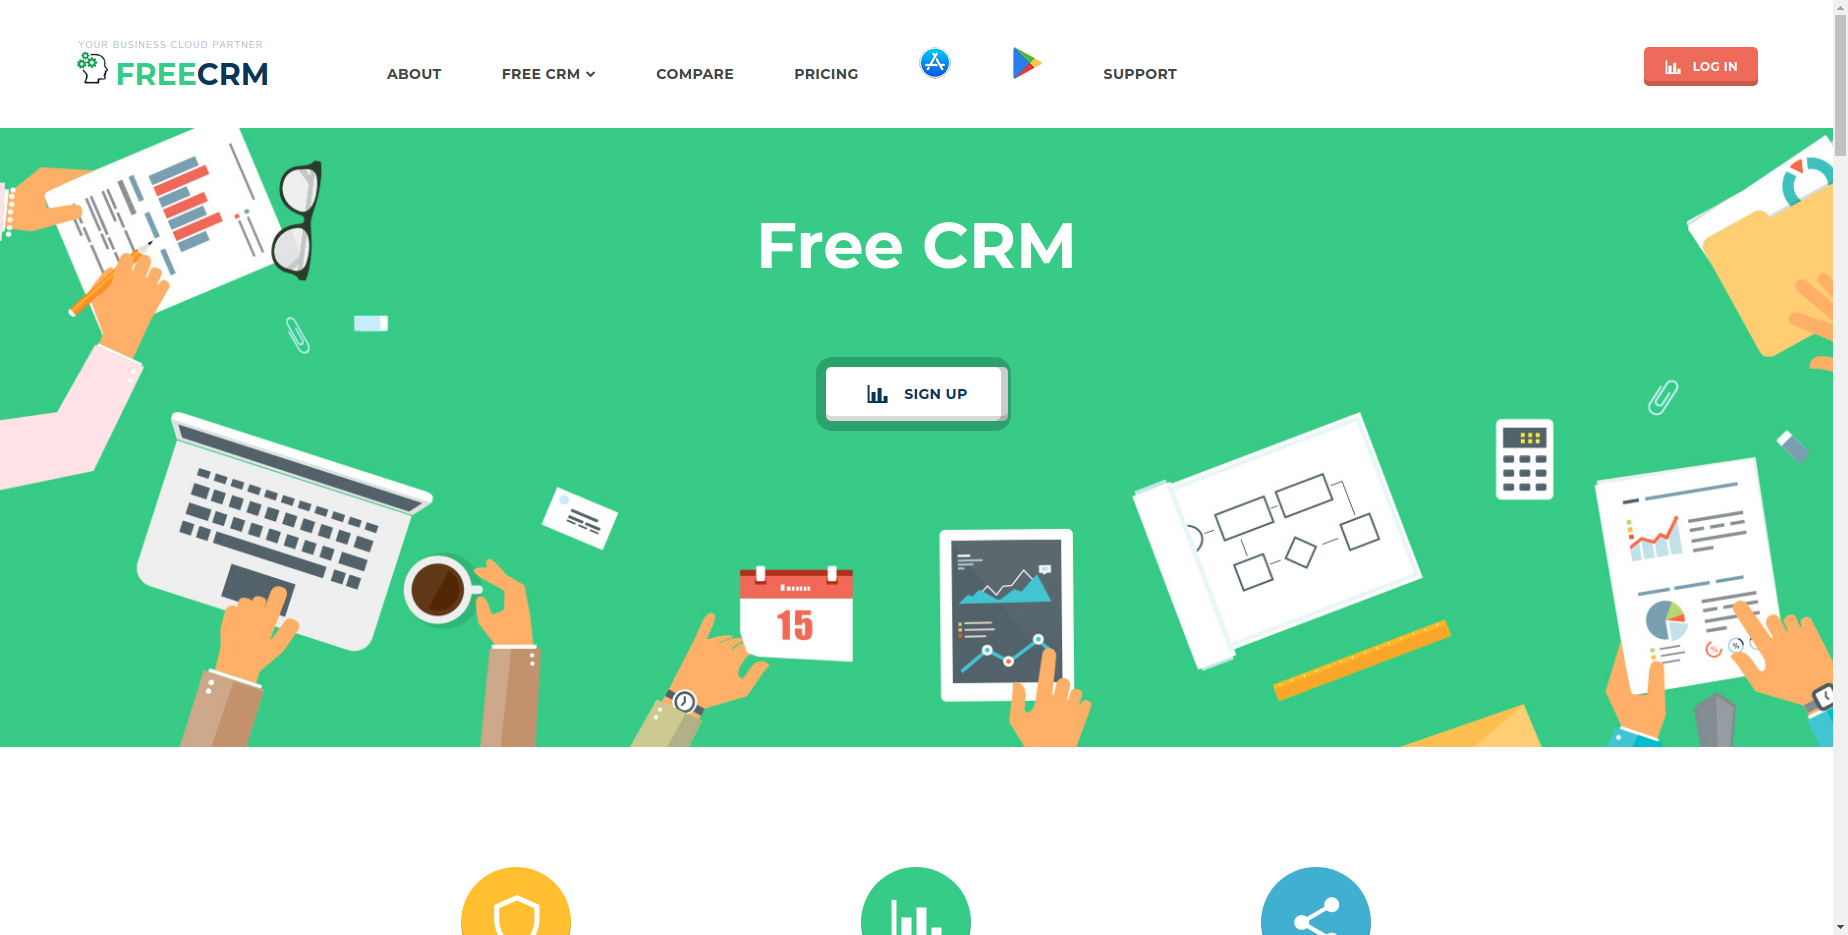 YOUR BUSINESS CLOUD PARTNER
FREECRM
ABOUT
FREE CRM
COMPARE
PRICING
SUPPORT
LOG IN
Free CRM
SIGN UP
15